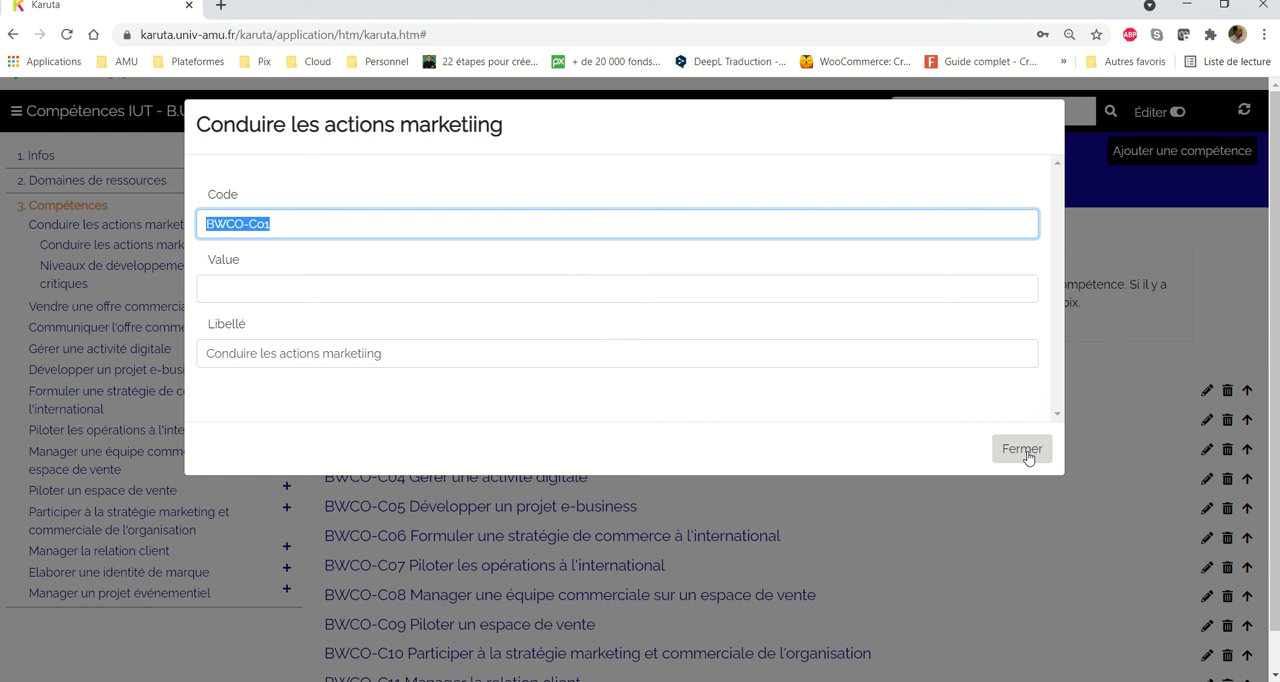 Karuta
karuta.univ-amu.fr/karuta/application/htm/karuta.htm#
ABP
Applications AMU Plateformes Pix Cloud Personnel 22 étapes pour crée... + de 20 000 fonds... DeepL Traduction -... WooCommerce: Cr... Guide complet - Cr... » Autres favoris Liste de lecture
Compétences IUT - B.U
Éditer
Conduire les actions marketiing
Ajouter une compétence
1. Infos
2. Domaines de ressources
3. Compétences
Conduire les actions market
Conduire les actions mark
Niveaux de développeme
critiques
Vendre une offre commercia
Communiquer l'offre comme
Gérer une activité digitale
Développer un projet e-busi
Formuler une stratégie de c
l'international
Piloter les opérations à l'inte
Manager une équipe comm
espace de vente
Piloter un espace de vente +
Participer à la stratégie marketing et +
commerciale de l'organisation
Manager la relation client +
Elaborer une identité de marque +
Manager un projet événementiel +
Code
BWCO-C01
Value
Libellé
Conduire les actions marketiing
Fermer
ompétence. Si il y a
oix.
BWCO-C04 Gérer une activité digitale
BWCO-C05 Développer un projet e-business
BWCO-C06 Formuler une stratégie de commerce à l'international
BWCO-C07 Piloter les opérations à l'international
BWCO-C08 Manager une équipe commerciale sur un espace de vente
BWCO-C09 Piloter un espace de vente
BWCO-C10 Participer à la stratégie marketing et commerciale de l'organisation
BWCO-C11 Manager la relation client